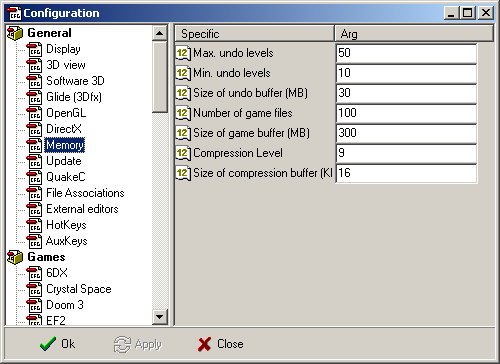 Configuration
General
Display
3D view
Software 3D
Glide (3Dfx)
OpenGL
DirectX
Memory
Update
QuakeC
File Associations
External editors
HotKeys
AuxKeys
Games
6DX
Crystal Space
Doom 3
EF2
Specific Arg
Max. undo levels 50
Min. undo levels 10
Size of undo buffer (MB) 30
Number of game files 100
Size of game buffer (MB) 300
Compression Level 9
Size of compression buffer (KI 16
Ok Apply Close